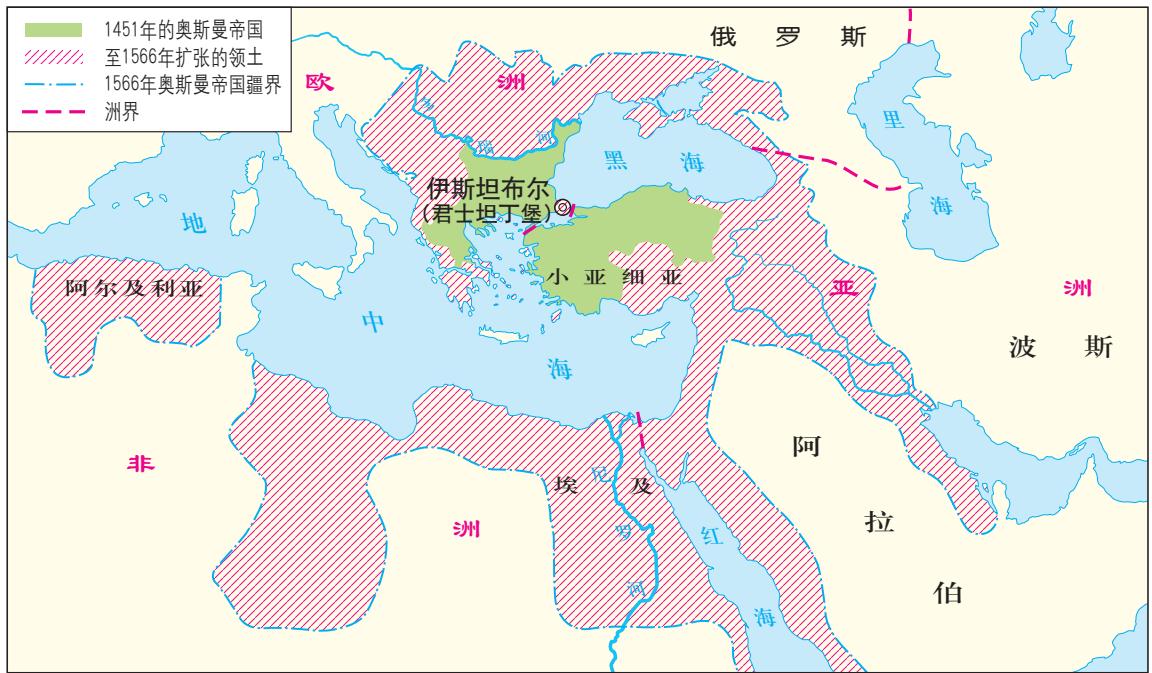 1451年的奥斯曼帝国
至1566年扩张的领土
1566年奥斯曼帝国疆界
洲界
俄罗斯
欧洲
多瑙河
里海
黑海
伊斯坦布尔
(君士坦丁堡)
地中海
小亚细亚
阿尔及利亚
亚洲
波斯
非洲
埃及
尼罗河
红海
阿拉伯